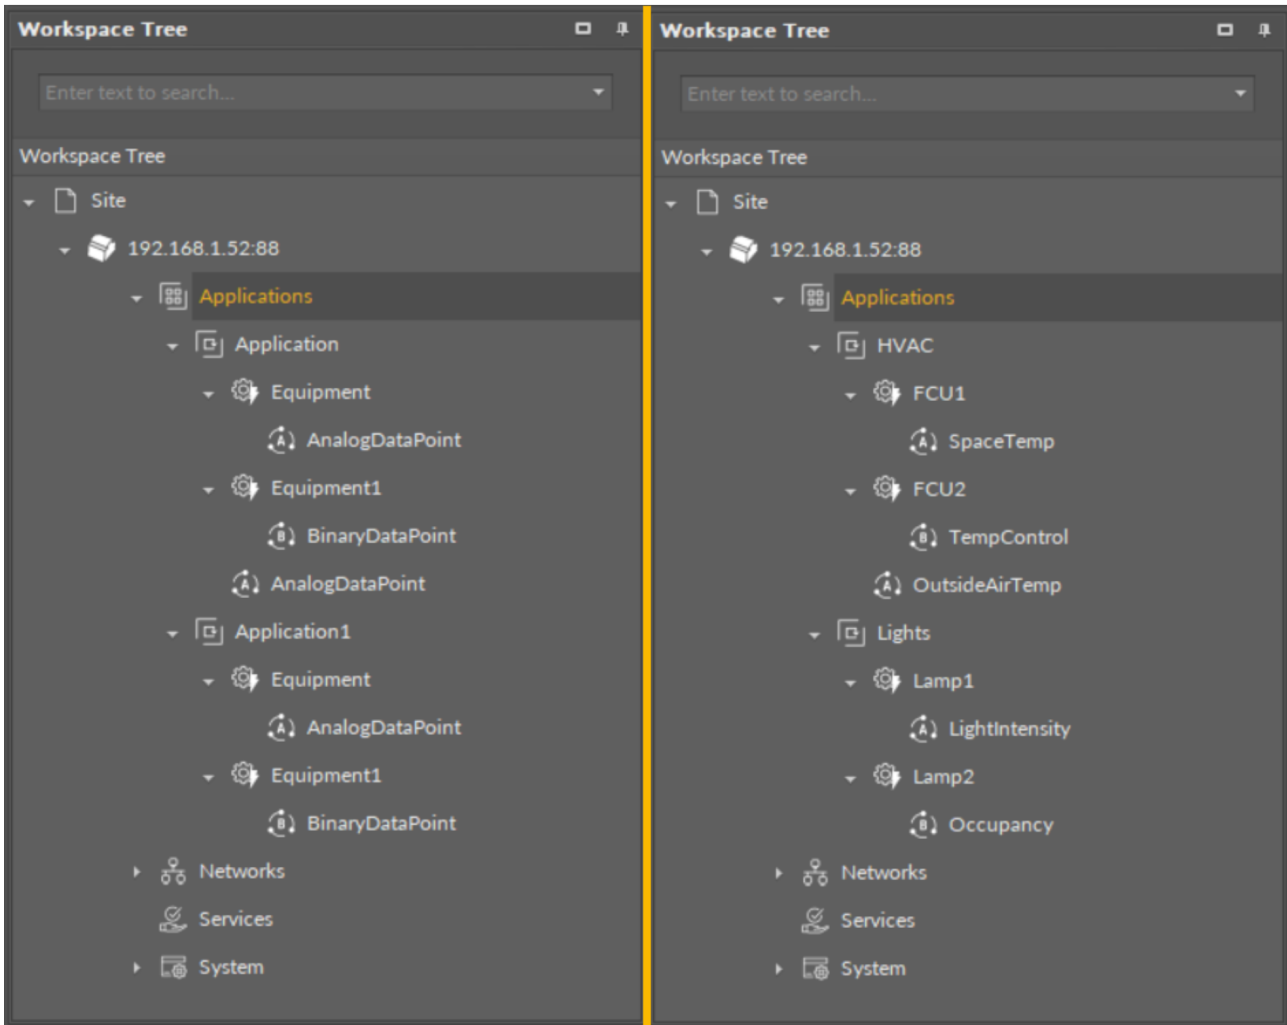 Workspace Tree
Enter text to search...
Workspace Tree
Site
192.168.1.52:88
Applications
Application
Equipment
AnalogDataPoint
Equipment1
BinaryDataPoint
AnalogDataPoint
Application1
Equipment
AnalogDataPoint
Equipment1
BinaryDataPoint
Networks
Services
System
Workspace Tree
Enter text to search...
Workspace Tree
Site
192.168.1.52:88
Applications
HVAC
FCU1
A SpaceTemp
FCU2
B TempControl
A OutsideAirTemp
Lights
Lamp1
A LightIntensity
Lamp2
B Occupancy
Networks
Services
System